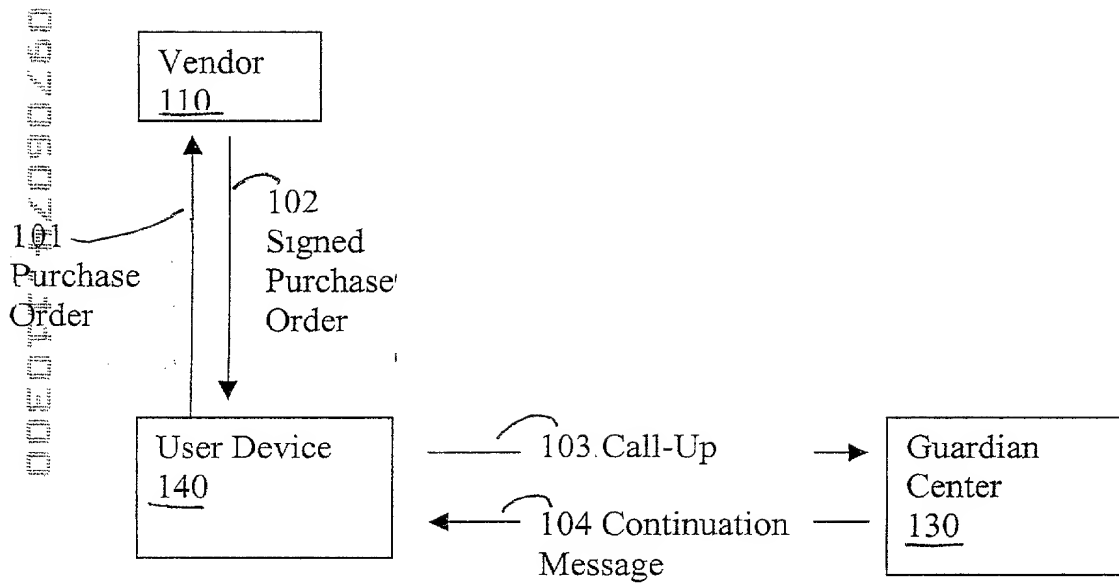 Vendor
110
101
Purchase
Order
102
Signed
Purchase
Order
User Device
140
103 Call-Up
104 Continuation
Message
Guardian
Center
130